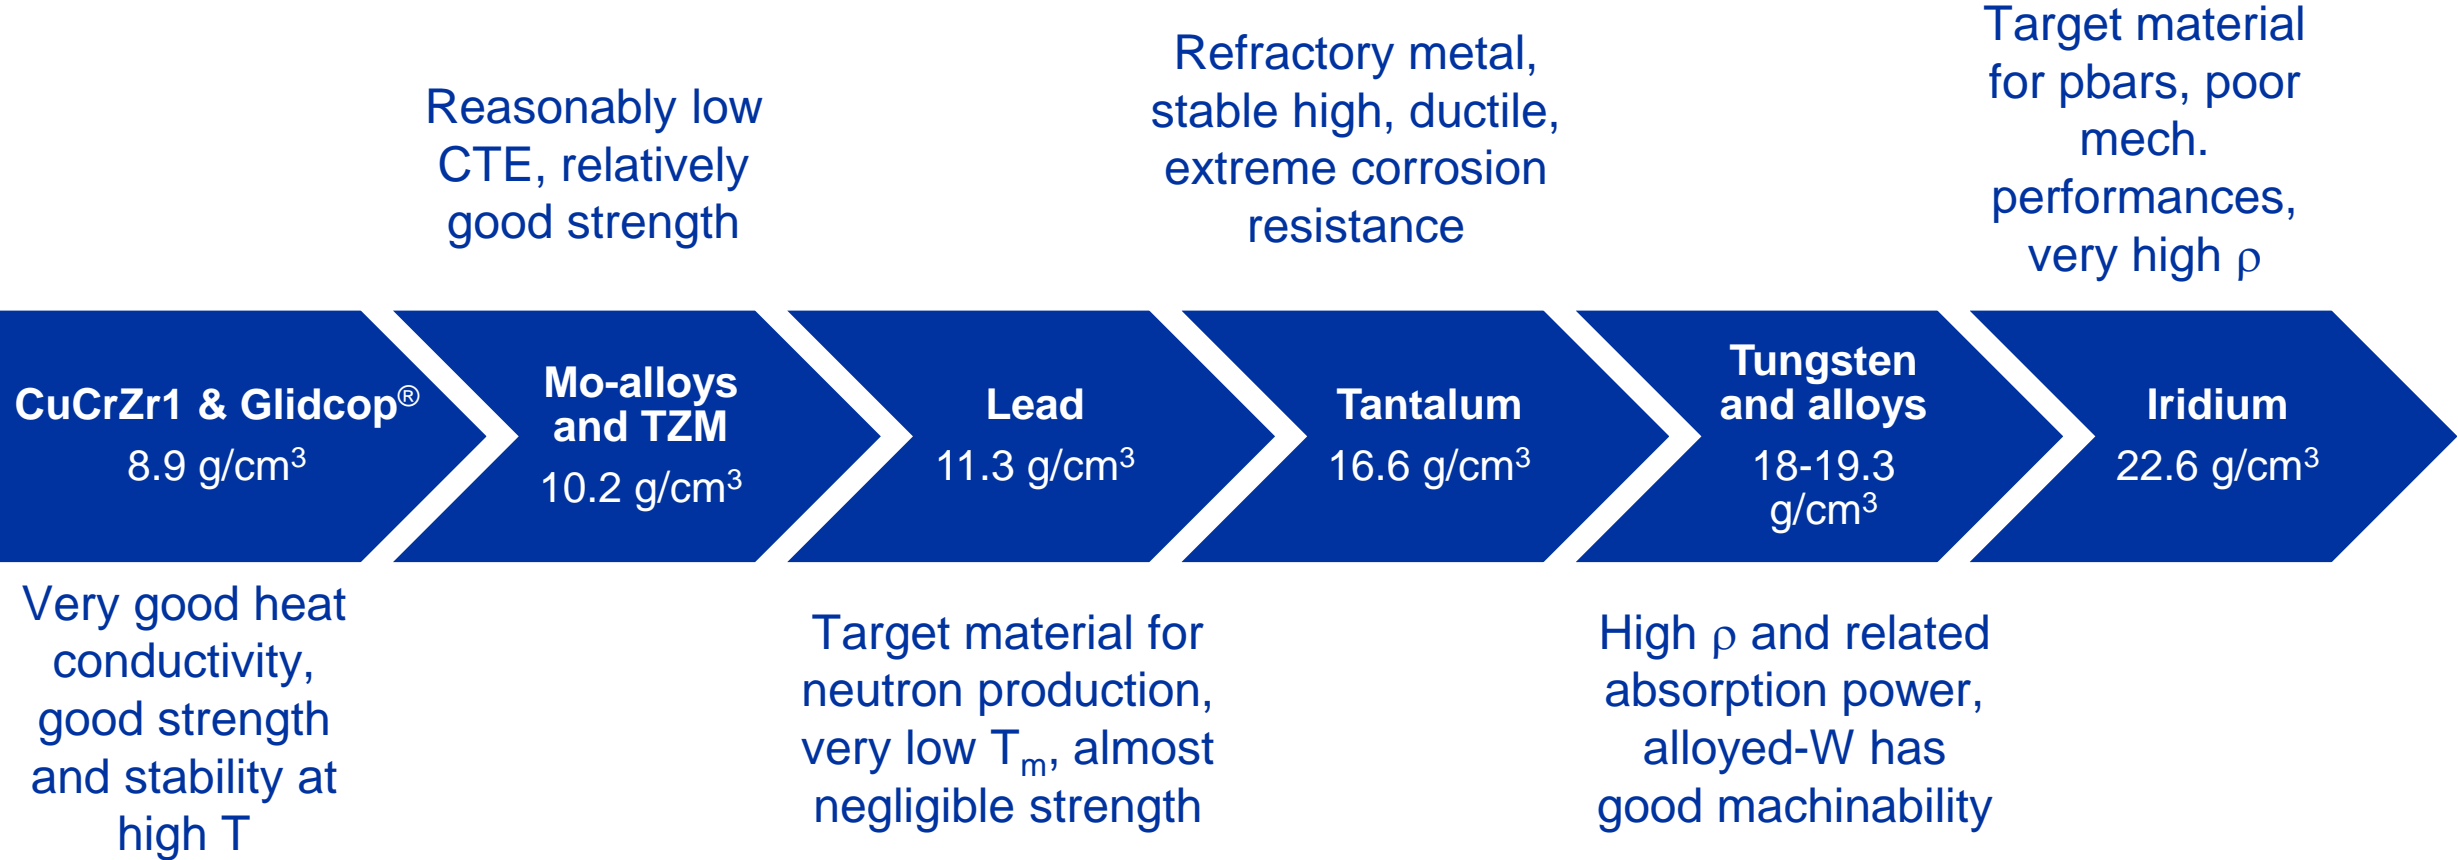 Reasonably low
CTE, relatively
good strength
Refractory metal,
stable high, ductile,
extreme corrosion
resistance
Target material
for pbars, poor
mech.
performances,
very high ρ
CuCrZr1 & Glidcop®
8.9 g/cm³
Mo-alloys
and TZM
10.2 g/cm³
Lead
11.3 g/cm³
Tantalum
16.6 g/cm³
Tungsten
and alloys
18-19.3
g/cm³
Iridium
22.6 g/cm³
Very good heat
conductivity,
good strength
and stability at
high T
Target material for
neutron production,
very low Tₘ, almost
negligible strength
High ρ and related
absorption power,
alloyed-W has
good machinability